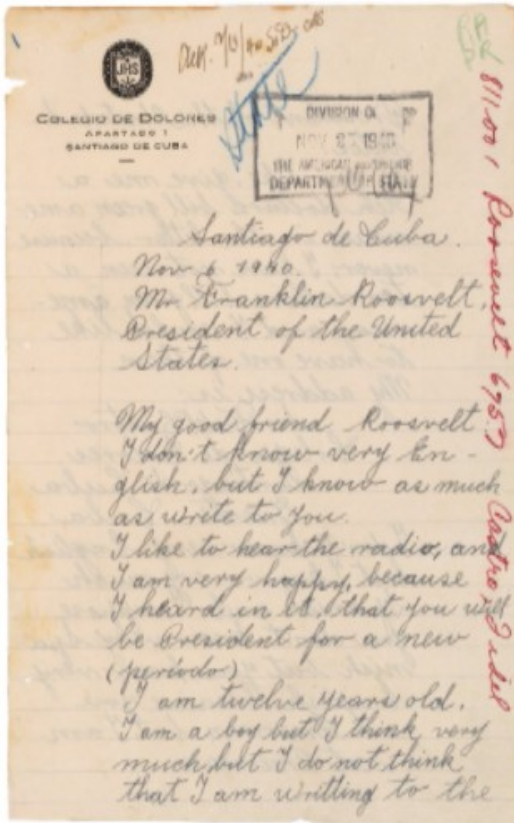 JHS
COLEGIO DE DOLORES
APARTADO 1
SANTIAGO DE CUBA
State
DIVISION OF
NOV 27 1940
THE AMERICAN
DEPARTMENT OF STATE
Santiago de Cuba.
Nov. 6 1940.
Mr Franklin Roosvelt,
President of the United
States.
My good friend Roosvelt
I don't know very En-
glish, but I know as much
as write to you.
I like to hear the radio, and
I am very happy, because
I heard in it, that you will
be President for a new
(periodo)
I am twelve years old.
I am a boy but I think very
much, but I do not think
that I am writting to the
811.001 Roosevelt 6757 Castro, Fidel